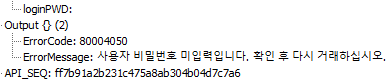 loginPWD:
Output {} (2)
ErrorCode: 80004050
ErrorMessage: 사용자 비밀번호 미입력입니다. 확인 후 다시 거래하십시오.
API_SEQ: ff7b91a2b231c475a8ab304b04d7c7a6